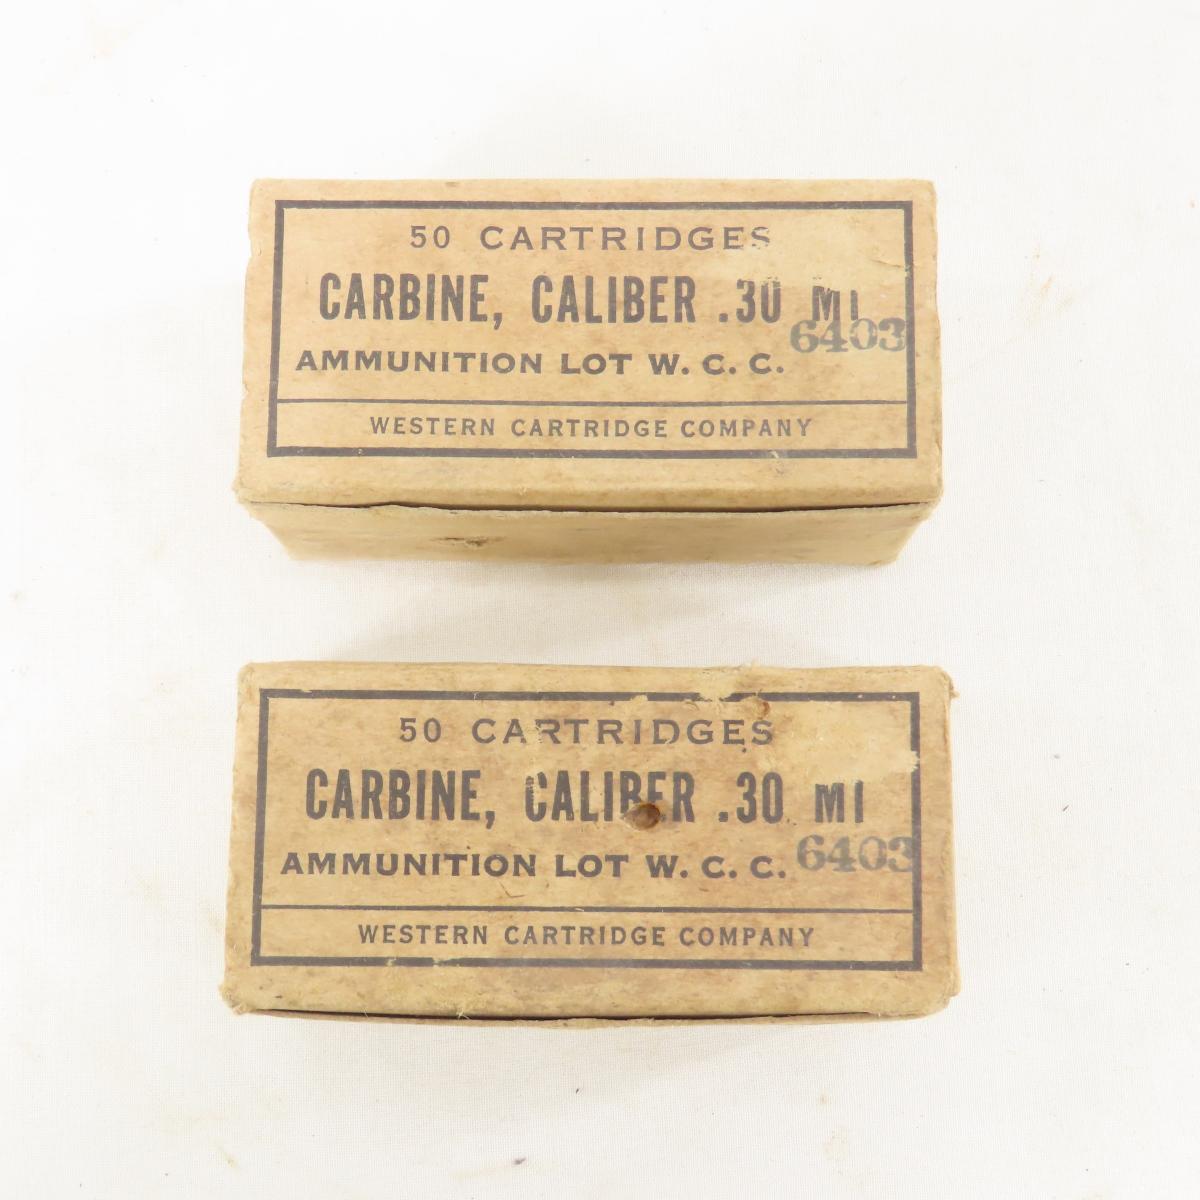 50 CARTRIDGES
CARBINE, CALIBER .30 M1
AMMUNITION LOT W. C. C. 6403
WESTERN CARTRIDGE COMPANY
50 CARTRIDGES
CARBINE, CALIBER .30 M1
AMMUNITION LOT W. C. C. 6403
WESTERN CARTRIDGE COMPANY